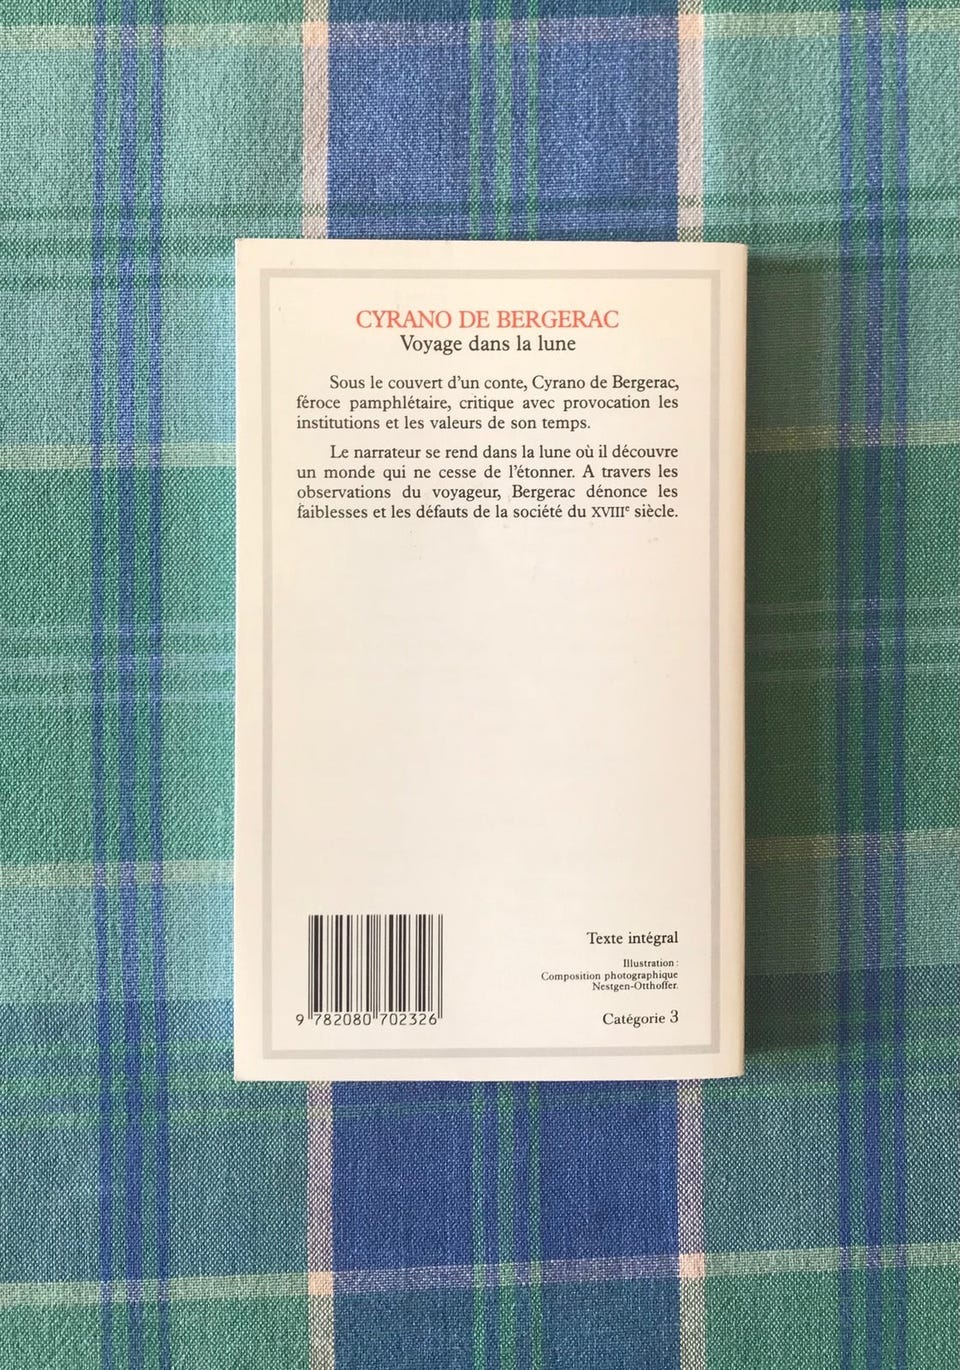 CYRANO DE BERGERAC
Voyage dans la lune
Sous le couvert d'un conte, Cyrano de Bergerac,
féroce pamphlétaire, critique avec provocation les
institutions et les valeurs de son temps.
Le narrateur se rend dans la lune où il découvre
un monde qui ne cesse de l'étonner. A travers les
observations du voyageur, Bergerac dénonce les
faiblesses et les défauts de la société du XVIIIe siècle.
Texte intégral
Illustration :
Composition photographique
Nestgen-Otthoffer.
Catégorie 3
9 782080 702326